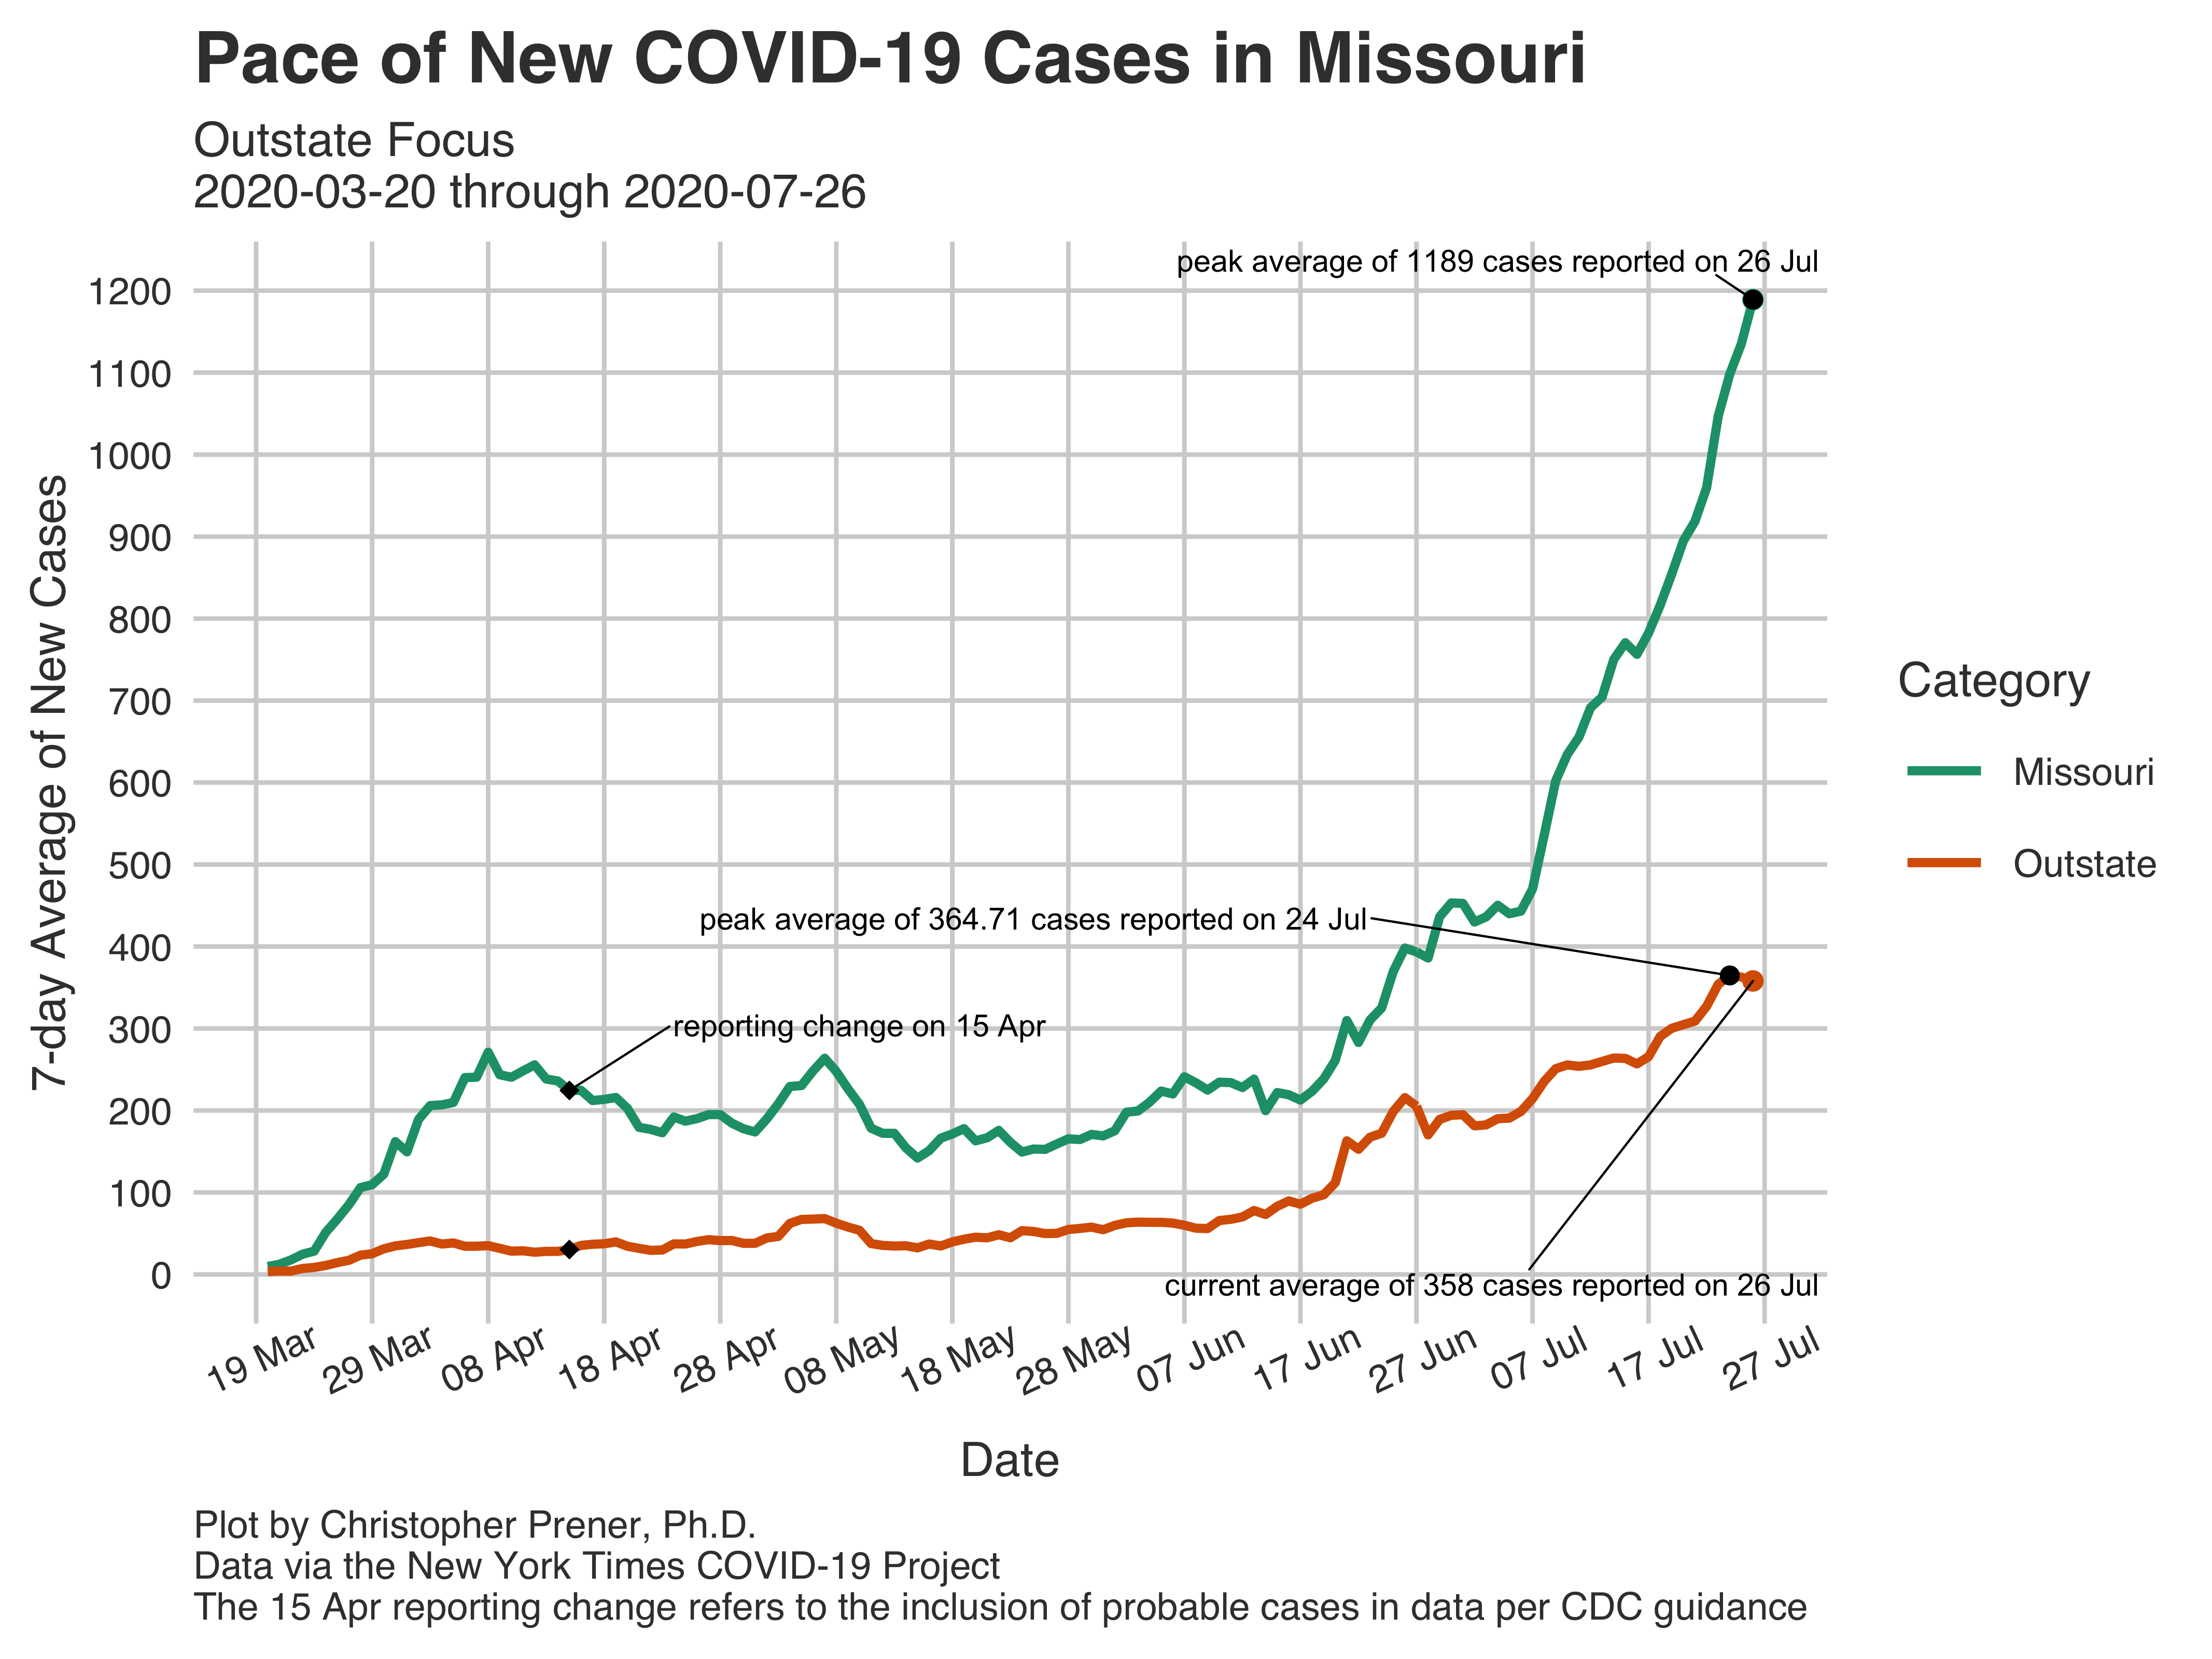 Pace of New COVID-19 Cases in Missouri
Outstate Focus
2020-03-20 through 2020-07-26
7-day Average of New Cases
1200
1100
1000
900
800
700
600
500
400
300
200
100
0
peak average of 1189 cases reported on 26 Jul
peak average of 364.71 cases reported on 24 Jul
reporting change on 15 Apr
current average of 358 cases reported on 26 Jul
19 Mar
29 Mar
08 Apr
18 Apr
28 Apr
08 May
18 May
28 May
07 Jun
17 Jun
27 Jun
07 Jul
17 Jul
27 Jul
Date
Category
Missouri
Outstate
Plot by Christopher Prener, Ph.D.
Data via the New York Times COVID-19 Project
The 15 Apr reporting change refers to the inclusion of probable cases in data per CDC guidance